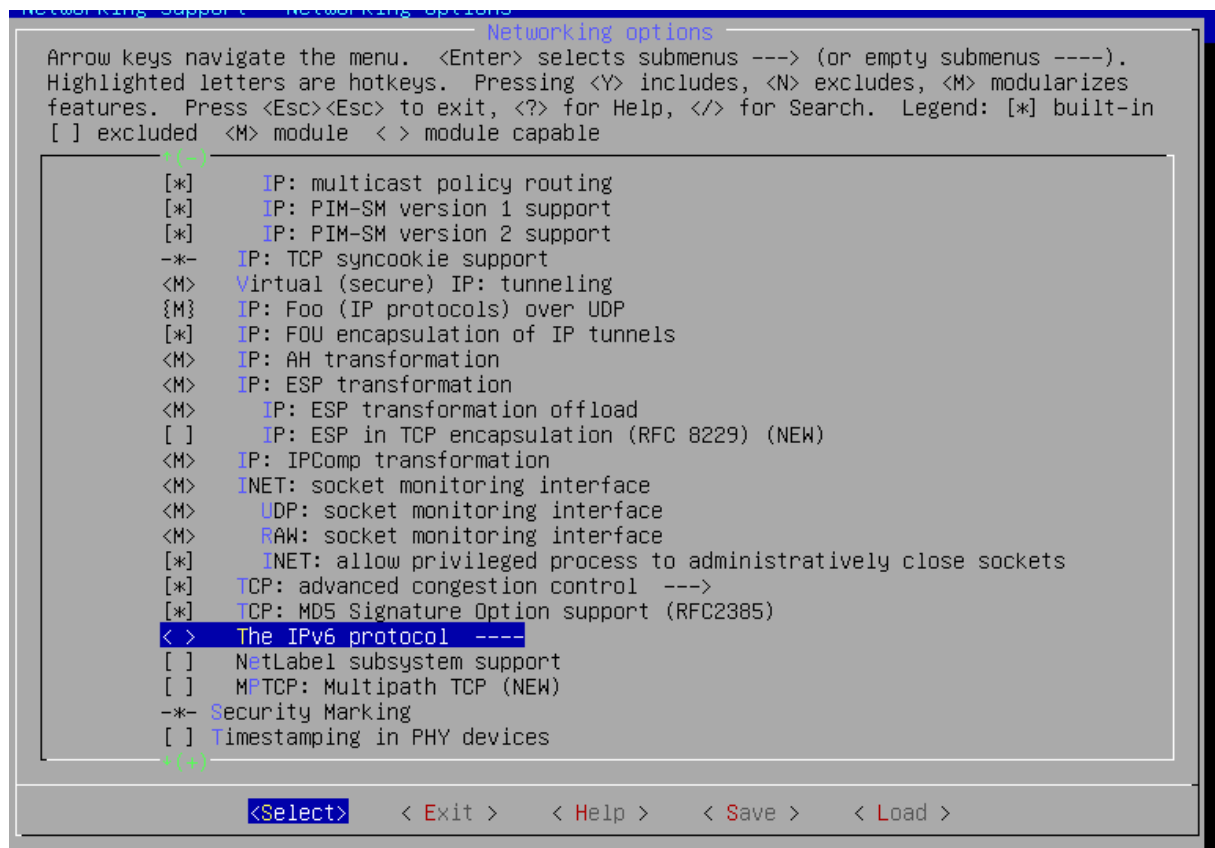 Networking support  Networking options
Networking options
Arrow keys navigate the menu.  <Enter> selects submenus ---> (or empty submenus ----).
Highlighted letters are hotkeys.  Pressing <Y> includes, <N> excludes, <M> modularizes
features.  Press <Esc><Esc> to exit, <?> for Help, </> for Search.  Legend: [*] built-in
[ ] excluded  <M> module  < > module capable
↑(-)
[*]     IP: multicast policy routing
[*]     IP: PIM-SM version 1 support
[*]     IP: PIM-SM version 2 support
-*-   IP: TCP syncookie support
<M>   Virtual (secure) IP: tunneling
{M}   IP: Foo (IP protocols) over UDP
[*]   IP: FOU encapsulation of IP tunnels
<M>   IP: AH transformation
<M>   IP: ESP transformation
<M>     IP: ESP transformation offload
[ ]     IP: ESP in TCP encapsulation (RFC 8229) (NEW)
<M>   IP: IPComp transformation
<M>   INET: socket monitoring interface
<M>     UDP: socket monitoring interface
<M>     RAW: socket monitoring interface
[*]     INET: allow privileged process to administratively close sockets
[*]   TCP: advanced congestion control  --->
[*]   TCP: MD5 Signature Option support (RFC2385)
< >   The IPv6 protocol  ----
[ ]   NetLabel subsystem support
[ ]   MPTCP: Multipath TCP (NEW)
-*- Security Marking
[ ] Timestamping in PHY devices
↓(+)
<Select>    < Exit >    < Help >    < Save >    < Load >